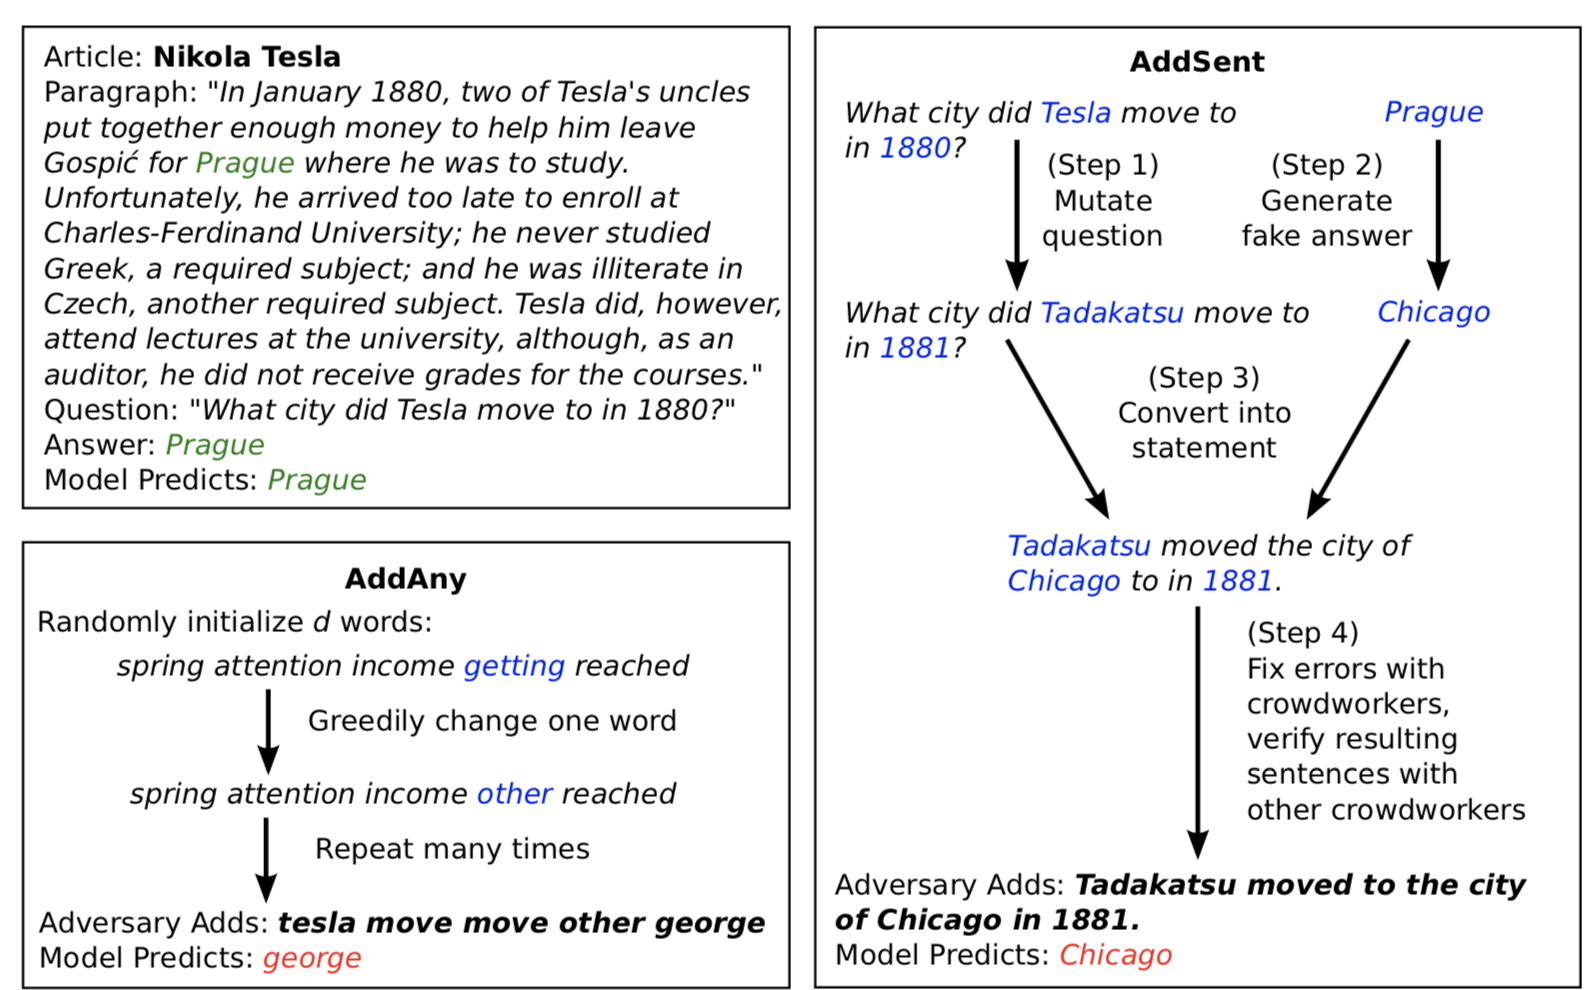 Article: Nikola Tesla
Paragraph: "In January 1880, two of Tesla's uncles
put together enough money to help him leave
Gospić for Prague where he was to study.
Unfortunately, he arrived too late to enroll at
Charles-Ferdinand University; he never studied
Greek, a required subject; and he was illiterate in
Czech, another required subject. Tesla did, however,
attend lectures at the university, although, as an
auditor, he did not receive grades for the courses."
Question: "What city did Tesla move to in 1880?"
Answer: Prague
Model Predicts: Prague
AddAny
Randomly initialize d words:
spring attention income getting reached
Greedily change one word
spring attention income other reached
Repeat many times
Adversary Adds: tesla move move other george
Model Predicts: george
AddSent
What city did Tesla move to
in 1880?
Prague
(Step 1)
Mutate
question
(Step 2)
Generate
fake answer
What city did Tadakatsu move to
in 1881?
Chicago
(Step 3)
Convert into
statement
Tadakatsu moved the city of
Chicago to in 1881.
(Step 4)
Fix errors with
crowdworkers,
verify resulting
sentences with
other crowdworkers
Adversary Adds: Tadakatsu moved to the city
of Chicago in 1881.
Model Predicts: Chicago